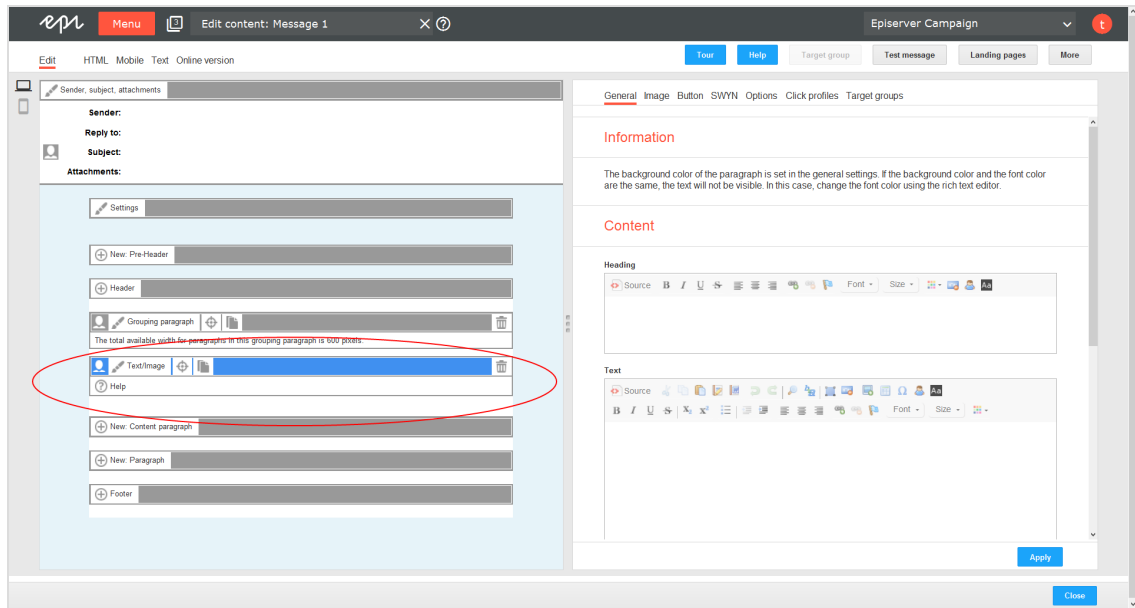 epi Menu 3 Edit content: Message 1 Episerver Campaign t
Edit HTML Mobile Text Online version Tour Help Target group Test message Landing pages More
Sender, subject, attachments
Sender:
Reply to:
Subject:
Attachments:
Settings
New: Pre-Header
Header
Grouping paragraph
The total available width for paragraphs in this grouping paragraph is 600 pixels.
Text/Image
Help
New: Content paragraph
New: Paragraph
Footer
General Image Button SWYN Options Click profiles Target groups
Information
The background color of the paragraph is set in the general settings. If the background color and the font color
are the same, the text will not be visible. In this case, change the font color using the rich text editor.
Content
Heading
Source B I U S Font Size Aa
Text
Source Ω Aa
B I U S X₂ X² Font Size
Apply
Close